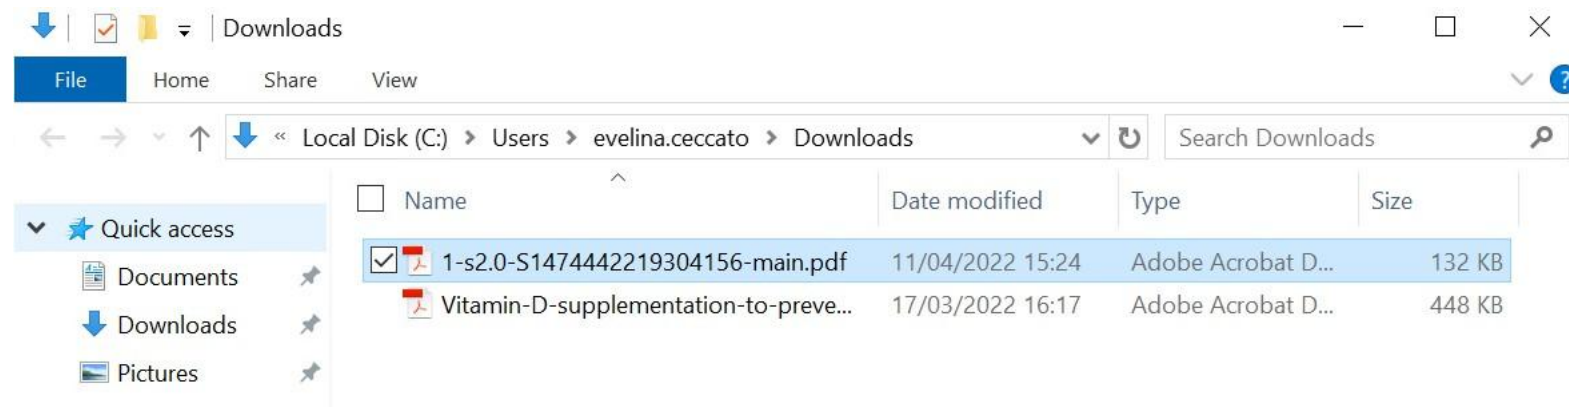 Downloads
File Home Share View
« Local Disk (C:) > Users > evelina.ceccato > Downloads Search Downloads
Name Date modified Type Size
Quick access
1-s2.0-S1474442219304156-main.pdf 11/04/2022 15:24 Adobe Acrobat D... 132 KB
Documents
Vitamin-D-supplementation-to-preve... 17/03/2022 16:17 Adobe Acrobat D... 448 KB
Downloads
Pictures